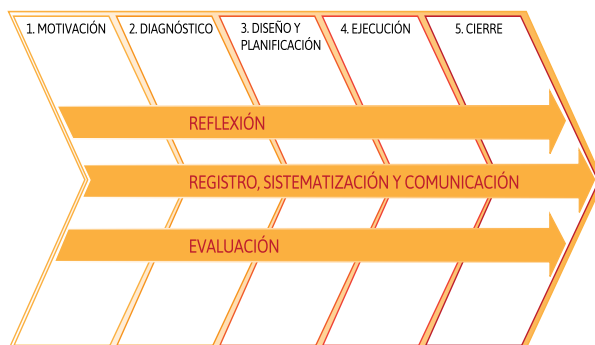 1. MOTIVACIÓN
2. DIAGNÓSTICO
3. DISEÑO Y
PLANIFICACIÓN
4. EJECUCIÓN
5. CIERRE
REFLEXIÓN
REGISTRO, SISTEMATIZACIÓN Y COMUNICACIÓN
EVALUACIÓN